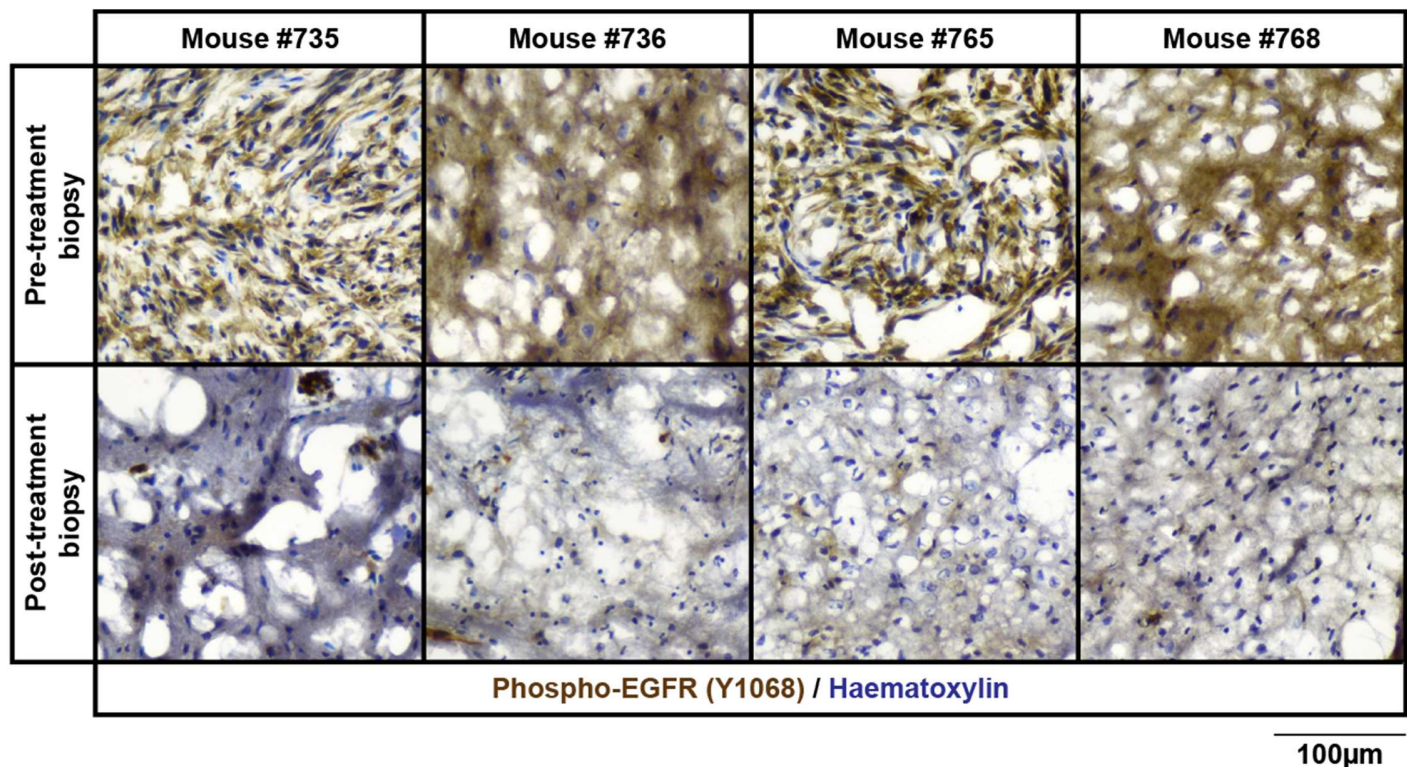 Mouse #735
Mouse #736
Mouse #765
Mouse #768
Pre-treatment
biopsy
Post-treatment
biopsy
Phospho-EGFR (Y1068) / Haematoxylin
100µm